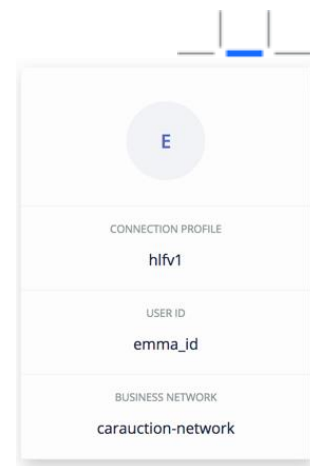 E
CONNECTION PROFILE
hlfv1
USER ID
emma_id
BUSINESS NETWORK
carauction-network